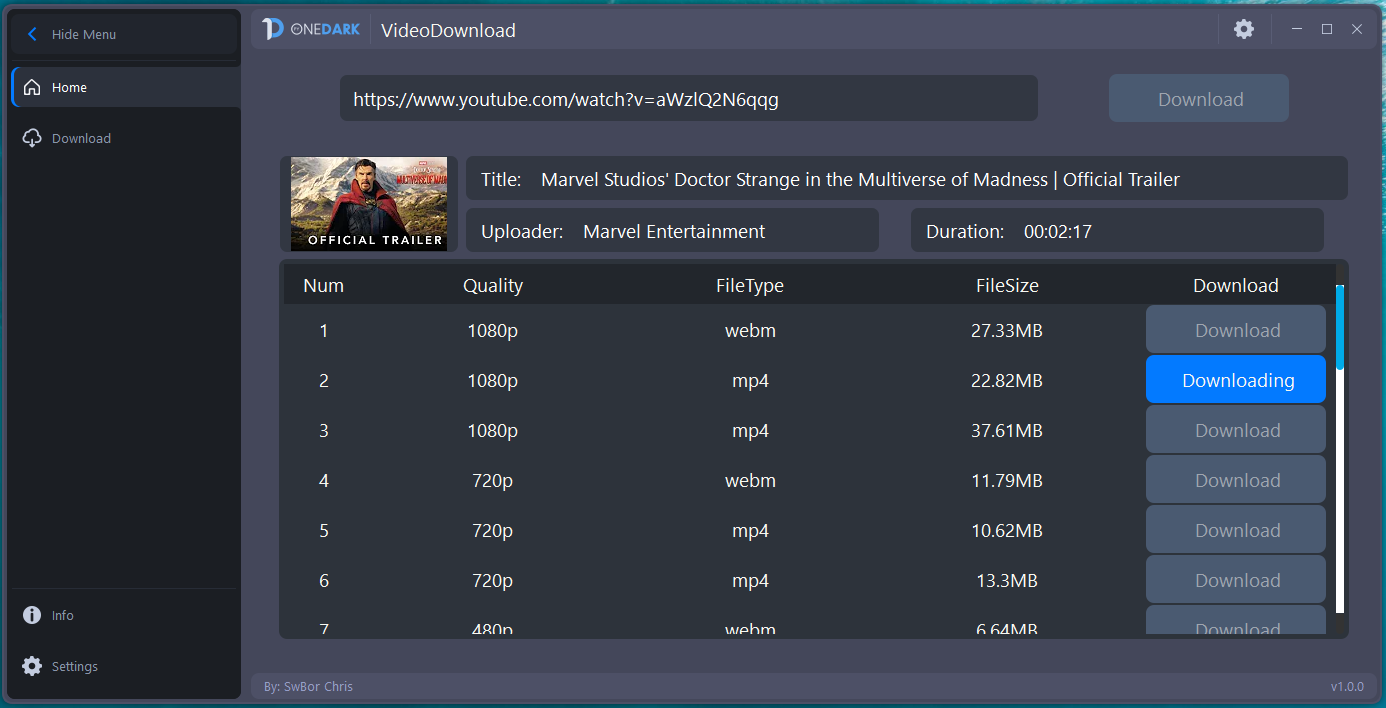 Hide Menu
ONEDARK
VideoDownload
Home
Download
https://www.youtube.com/watch?v=aWzlQ2N6qqg
Download
MARVEL
MULTIVERSE OF MADN
OFFICIAL TRAILER
Title: Marvel Studios' Doctor Strange in the Multiverse of Madness | Official Trailer
Uploader: Marvel Entertainment
Duration: 00:02:17
Num Quality FileType FileSize Download
1 1080p webm 27.33MB Download
2 1080p mp4 22.82MB Downloading
3 1080p mp4 37.61MB Download
4 720p webm 11.79MB Download
5 720p mp4 10.62MB Download
6 720p mp4 13.3MB Download
7 480p webm 6.64MB Download
Info
Settings
By: SwBor Chris
v1.0.0